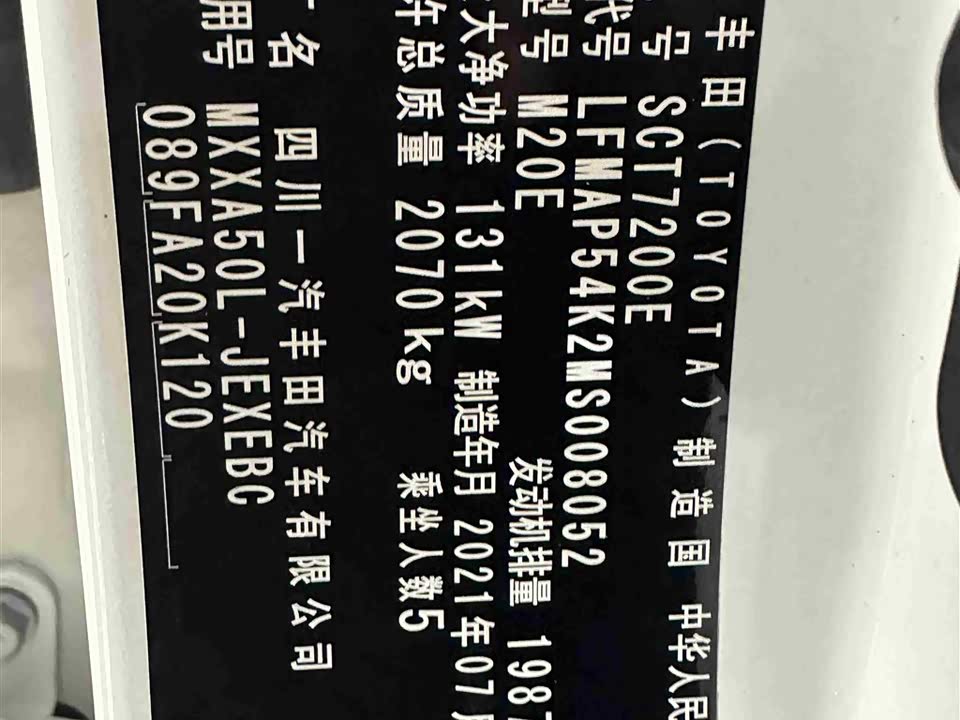 丰田(TOYOTA)制造国 中华人民
号 SCT7200E
代号 LFMAP54K2MS008052
型号 M20E 发动机排量 1987
大净功率 131kW 制造年月 2021年07月
许总质量 2070kg 乘坐人数5
厂名 四川一汽丰田汽车有限公司
用号 MXXA50L-JEXEBC
089FA20K120